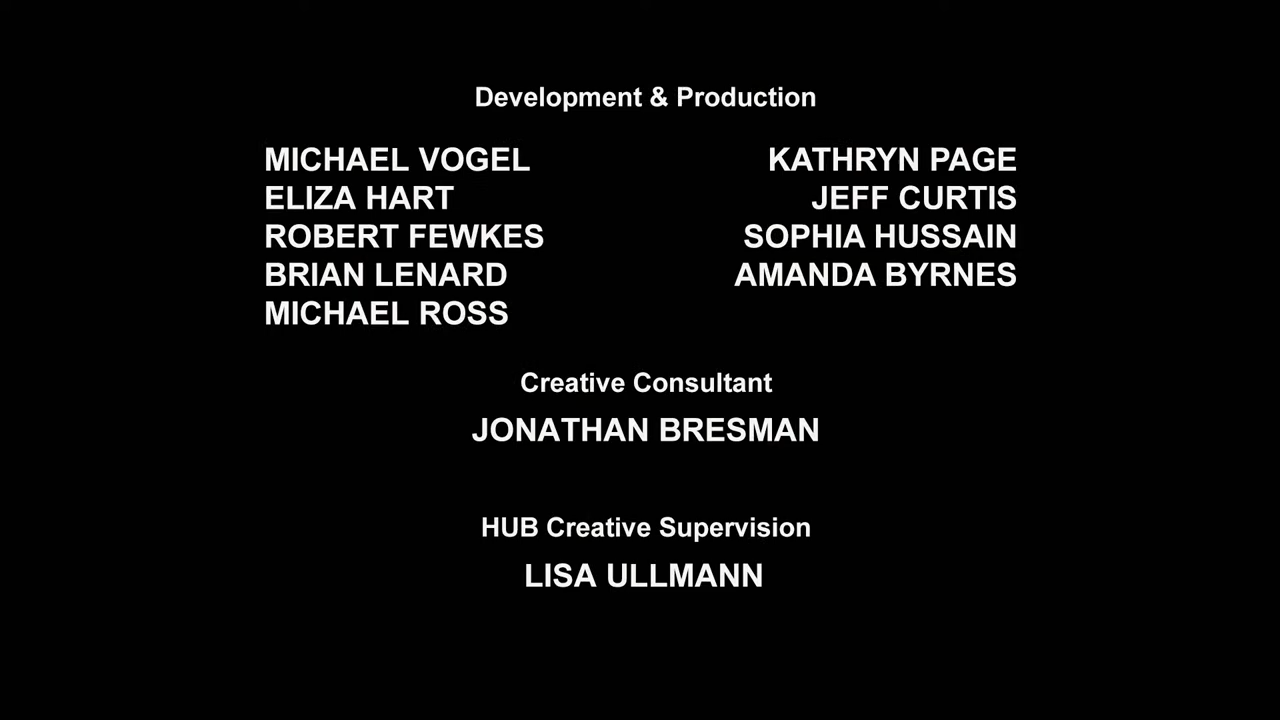 Development & Production
MICHAEL VOGEL KATHRYN PAGE
ELIZA HART JEFF CURTIS
ROBERT FEWKES SOPHIA HUSSAIN
BRIAN LENARD AMANDA BYRNES
MICHAEL ROSS
Creative Consultant
JONATHAN BRESMAN
HUB Creative Supervision
LISA ULLMANN